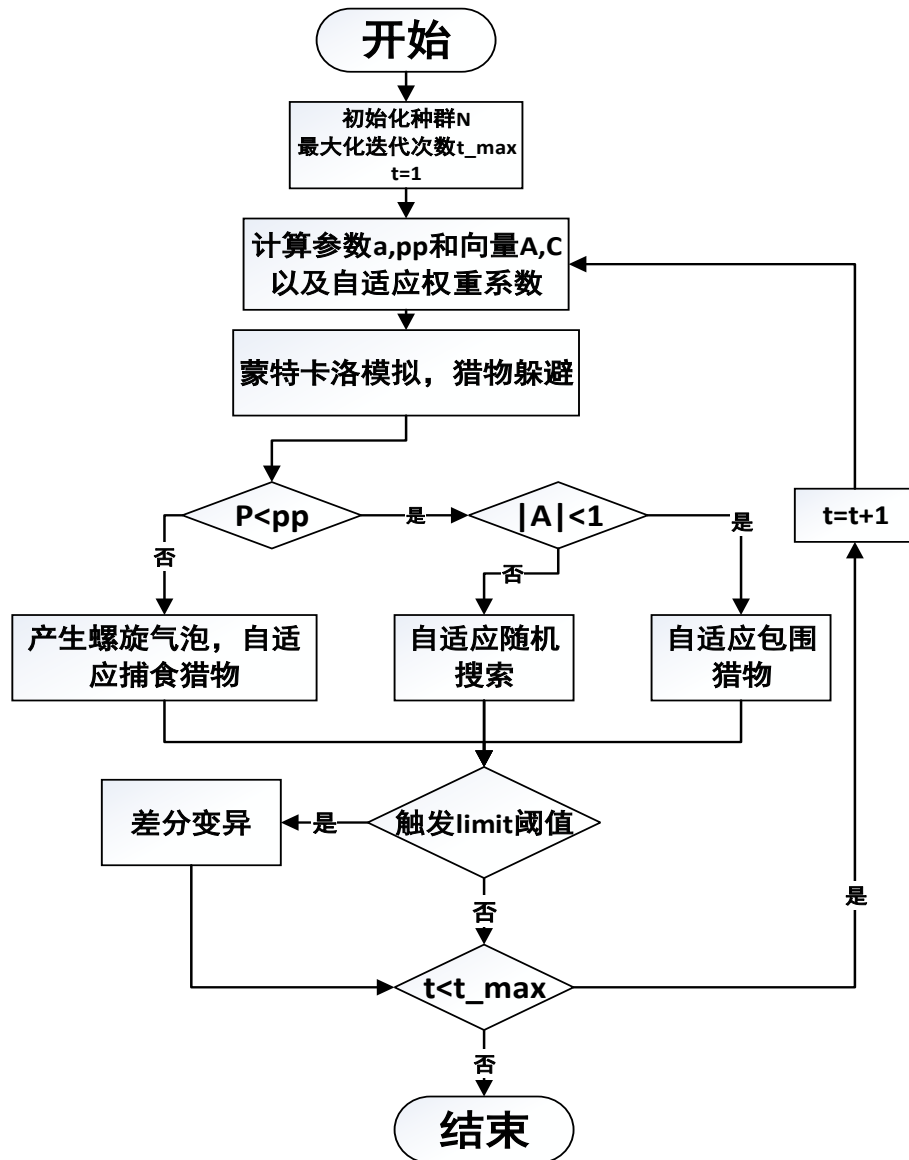 开始
初始化种群N
最大化迭代次数t_max
t=1
计算参数a,pp和向量A,C
以及自适应权重系数
蒙特卡洛模拟，猎物躲避
P<pp
是
|A|<1
是
t=t+1
否
否
产生螺旋气泡，自适
应捕食猎物
自适应随机
搜索
自适应包围
猎物
差分变异
是
触发limit阈值
是
否
t<t_max
否
结束